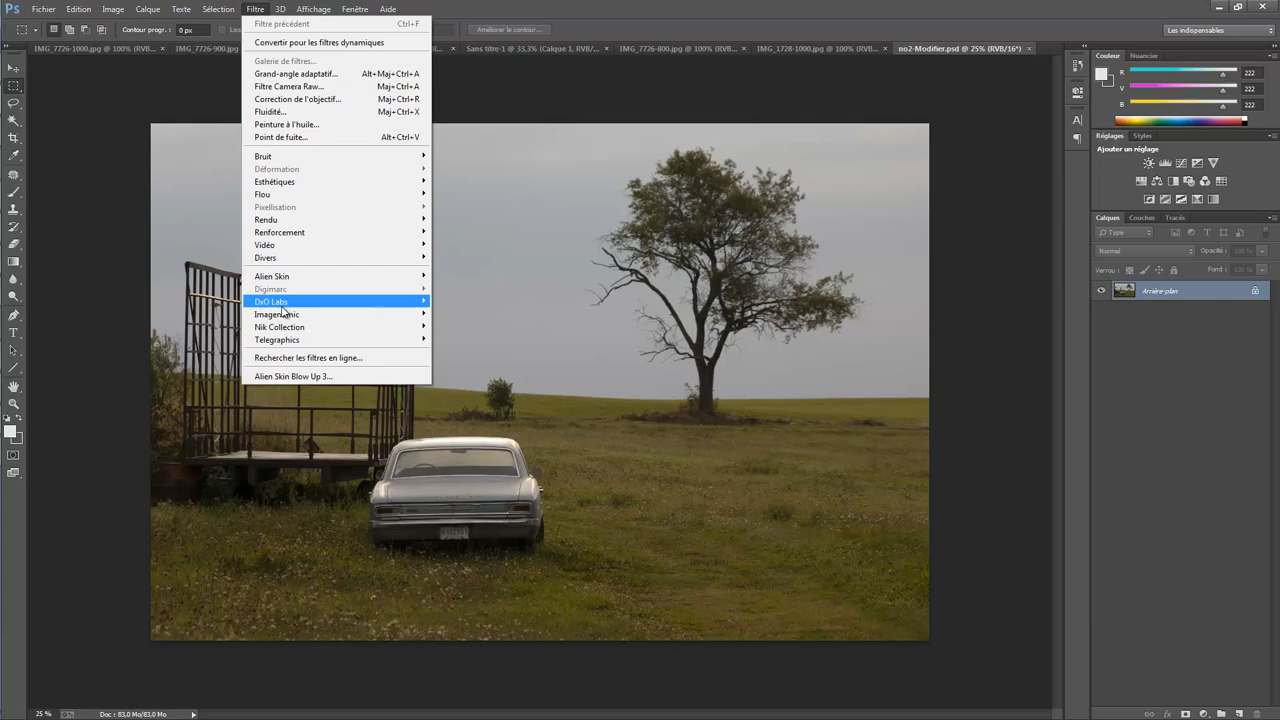 Ps Fichier Edition Image Calque Texte Sélection Filtre 3D Affichage Fenêtre Aide
Contour progr. : 0 px Améliorer le contour... Les indispensables
IMG_7726-1000.jpg (RVB... × IMG_7726-900.jpg Sans titre-1 @ 33,3% (Calque 1, RVB/... × IMG_7726-800.jpg @ 100% (RVB/... × IMG_1728-1000.jpg @ 100% (RVB/... × no2-Modifier.psd @ 25% (RVB/16*) ×
Filtre précédent Ctrl+F
Convertir pour les filtres dynamiques
Galerie de filtres...
Grand-angle adaptatif... Alt+Maj+Ctrl+A
Filtre Camera Raw... Maj+Ctrl+A
Correction de l'objectif... Maj+Ctrl+R
Fluidité... Maj+Ctrl+X
Peinture à l'huile...
Point de fuite... Alt+Ctrl+V
Bruit
Déformation
Esthétiques
Flou
Pixellisation
Rendu
Renforcement
Vidéo
Divers
Alien Skin
Digimarc
DxO Labs
Imagenomic
Nik Collection
Telegraphics
Rechercher les filtres en ligne...
Alien Skin Blow Up 3...
Couleur Nuancier
R 222
V 222
B 222
Réglages Styles
Ajouter un réglage
Calques Couches Tracés
Type
Normal Opacité : 100 %
Verrou : Fond : 100 %
Arrière-plan
25 % Doc : 83,0 Mo/83,0 Mo